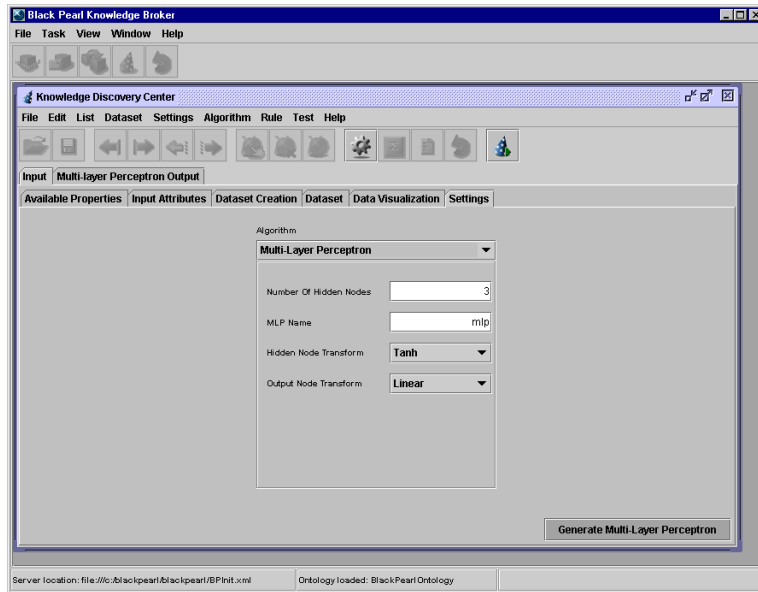 Black Pearl Knowledge Broker
File Task View Window Help
Knowledge Discovery Center
File Edit List Dataset Settings Algorithm Rule Test Help
Input Multi-layer Perceptron Output
Available Properties Input Attributes Dataset Creation Dataset Data Visualization Settings
Algorithm
Multi-Layer Perceptron
Number Of Hidden Nodes 3
MLP Name mlp
Hidden Node Transform Tanh
Output Node Transform Linear
Generate Multi-Layer Perceptron
Server location: file:///c:/blackpearl/blackpearl/BPInit.xml Ontology loaded: BlackPearlOntology